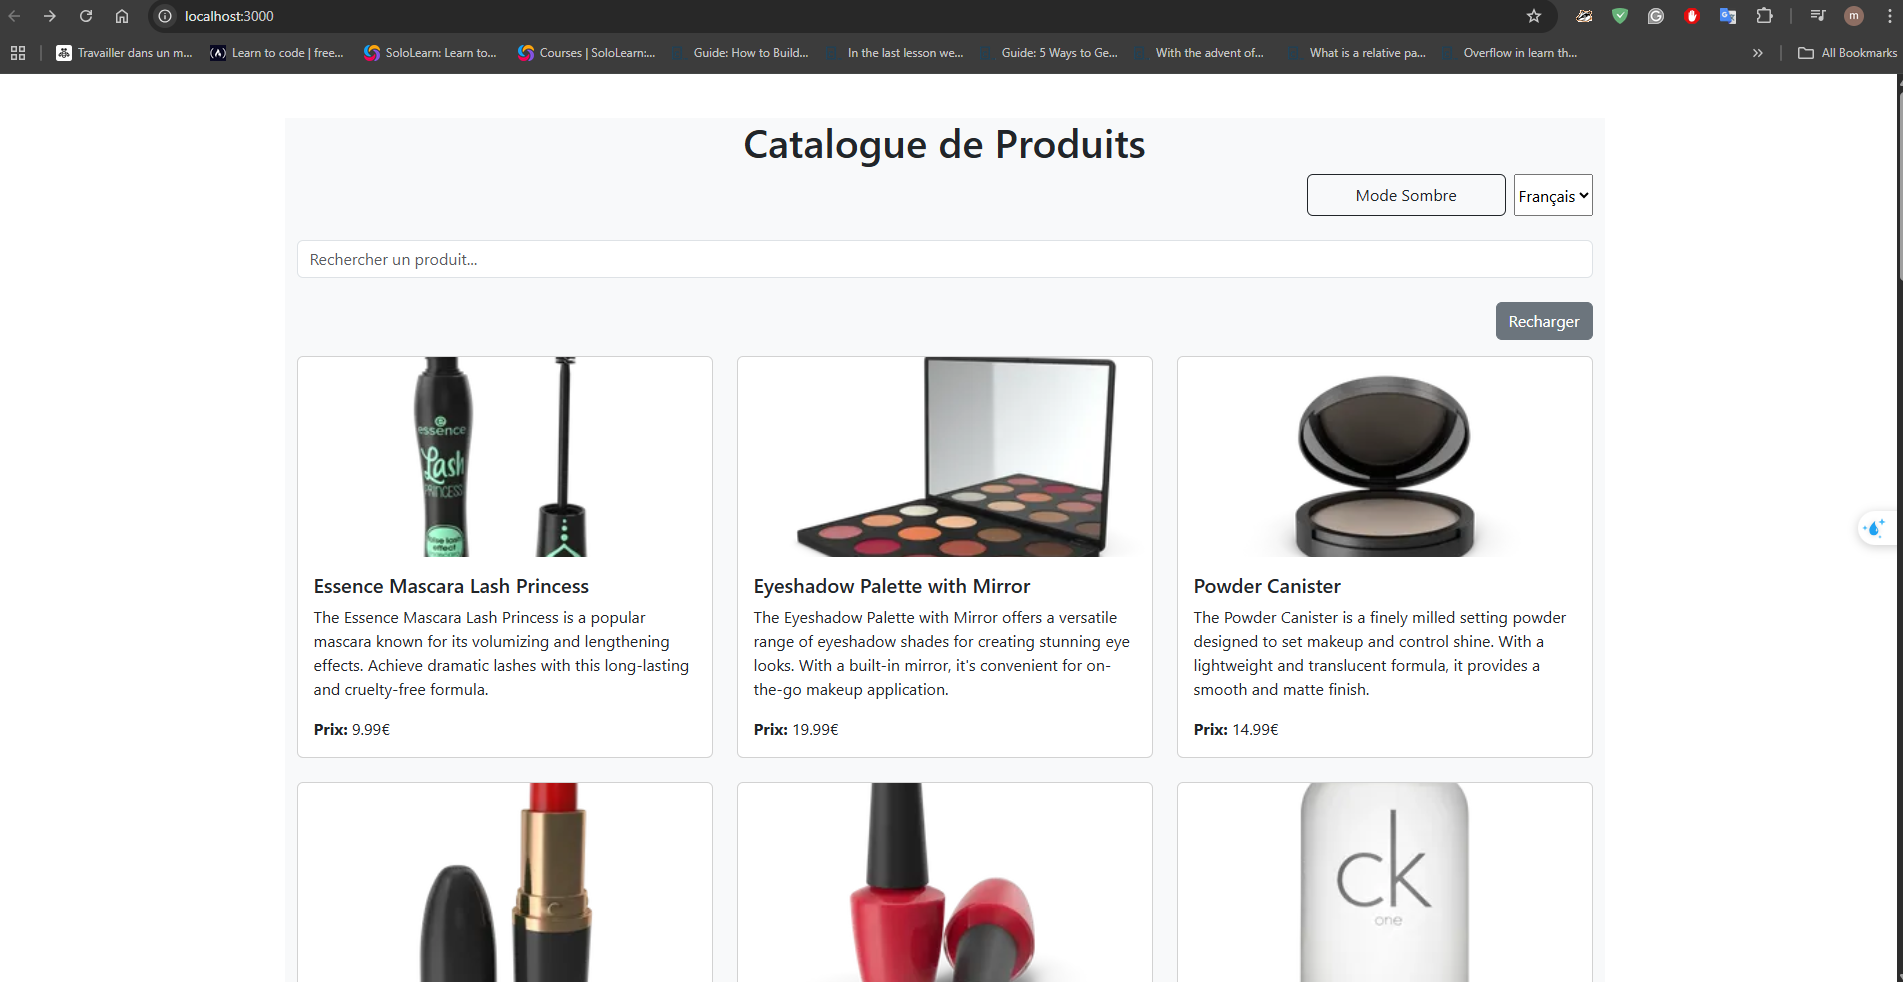 localhost:3000
m
Travailler dans un m...
Learn to code | free...
SoloLearn: Learn to...
Courses | SoloLearn:...
Guide: How to Build...
In the last lesson we...
Guide: 5 Ways to Ge...
With the advent of...
What is a relative pa...
Overflow in learn th...
All Bookmarks
Catalogue de Produits
Mode Sombre
Français
Rechercher un produit...
Recharger
essence
Lash
PRINCESS
false lash
effect
Essence Mascara Lash Princess
The Essence Mascara Lash Princess is a popular
mascara known for its volumizing and lengthening
effects. Achieve dramatic lashes with this long-lasting
and cruelty-free formula.
Prix: 9.99€
Eyeshadow Palette with Mirror
The Eyeshadow Palette with Mirror offers a versatile
range of eyeshadow shades for creating stunning eye
looks. With a built-in mirror, it's convenient for on-
the-go makeup application.
Prix: 19.99€
Powder Canister
The Powder Canister is a finely milled setting powder
designed to set makeup and control shine. With a
lightweight and translucent formula, it provides a
smooth and matte finish.
Prix: 14.99€
ck
one